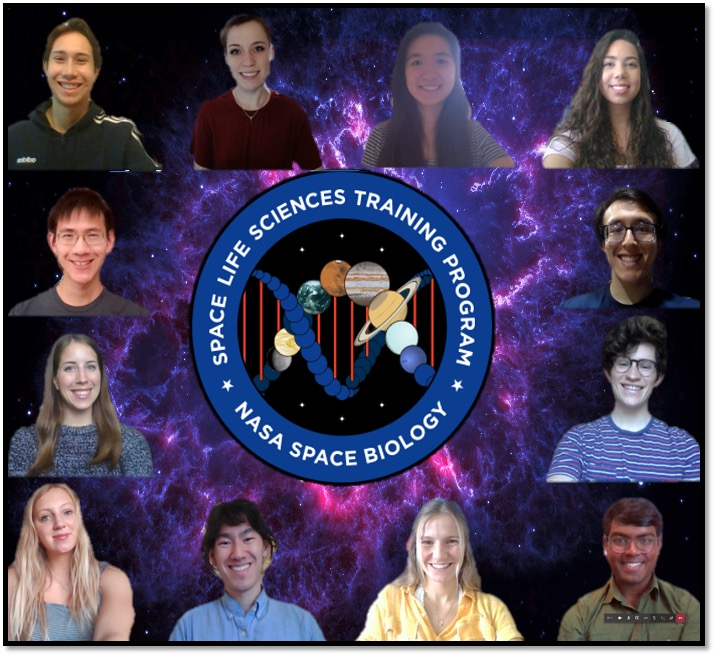 SPACE LIFE SCIENCES TRAINING PROGRAM
NASA SPACE BIOLOGY